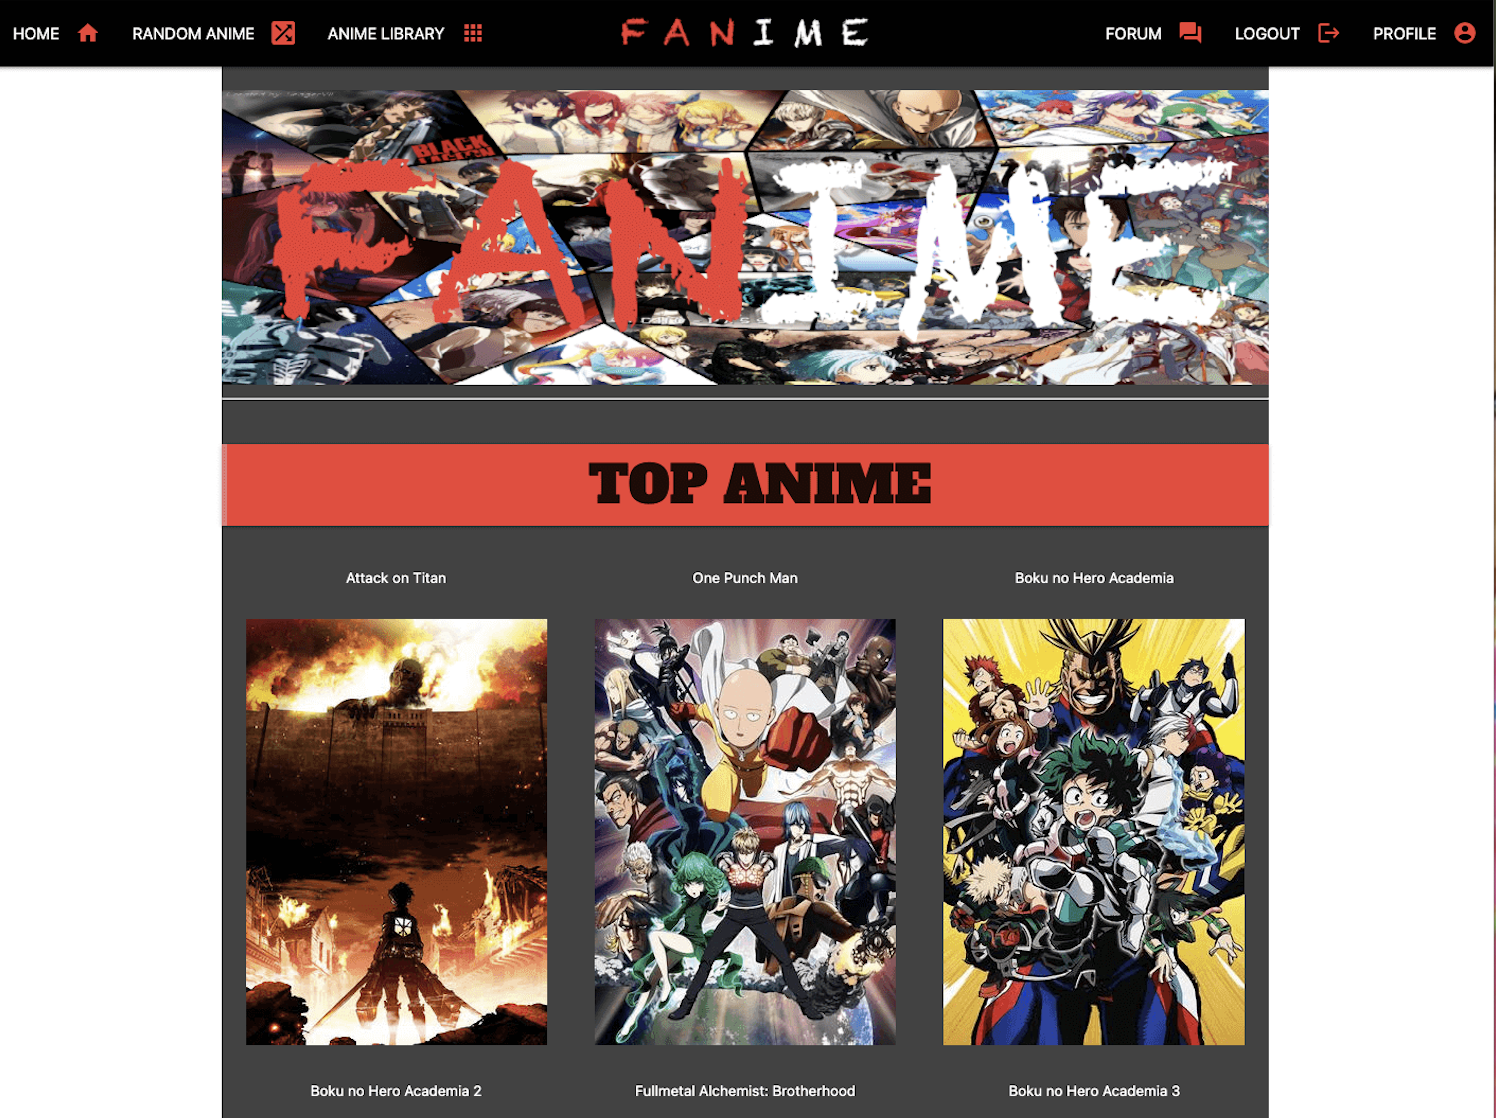 HOME
RANDOM ANIME
ANIME LIBRARY
FANIME
FORUM
LOGOUT
PROFILE
BLACK
FANIME
TOP ANIME
Attack on Titan
One Punch Man
Boku no Hero Academia
Boku no Hero Academia 2
Fullmetal Alchemist: Brotherhood
Boku no Hero Academia 3